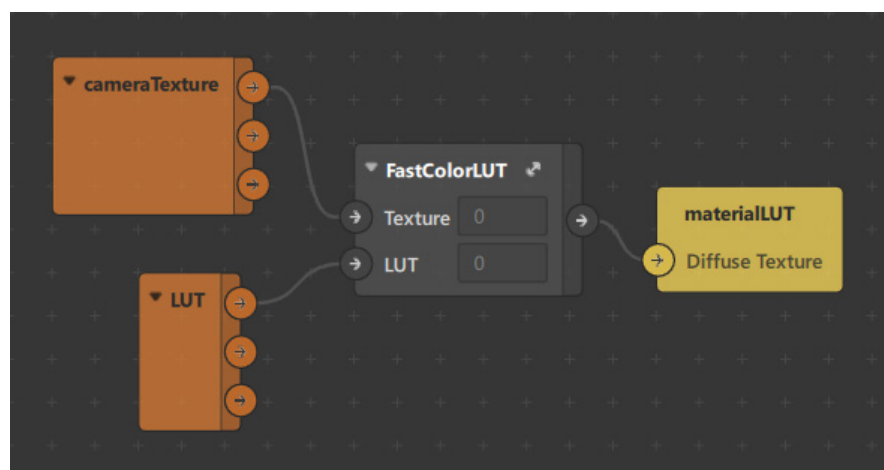 cameraTexture
FastColorLUT
Texture 0
LUT 0
materialLUT
Diffuse Texture
LUT